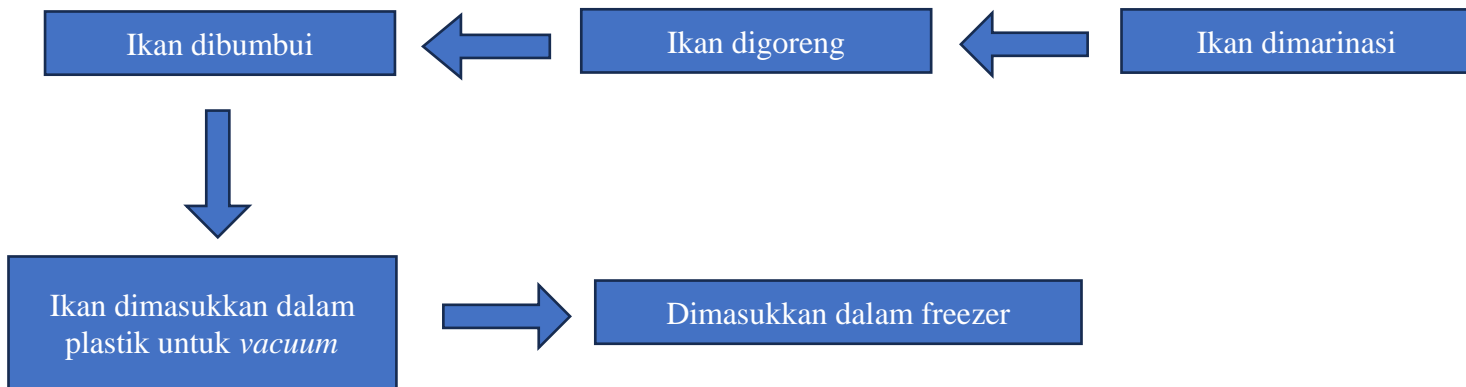 Ikan dibumbui
Ikan digoreng
Ikan dimarinasi
Ikan dimasukkan dalam
plastik untuk vacuum
Dimasukkan dalam freezer